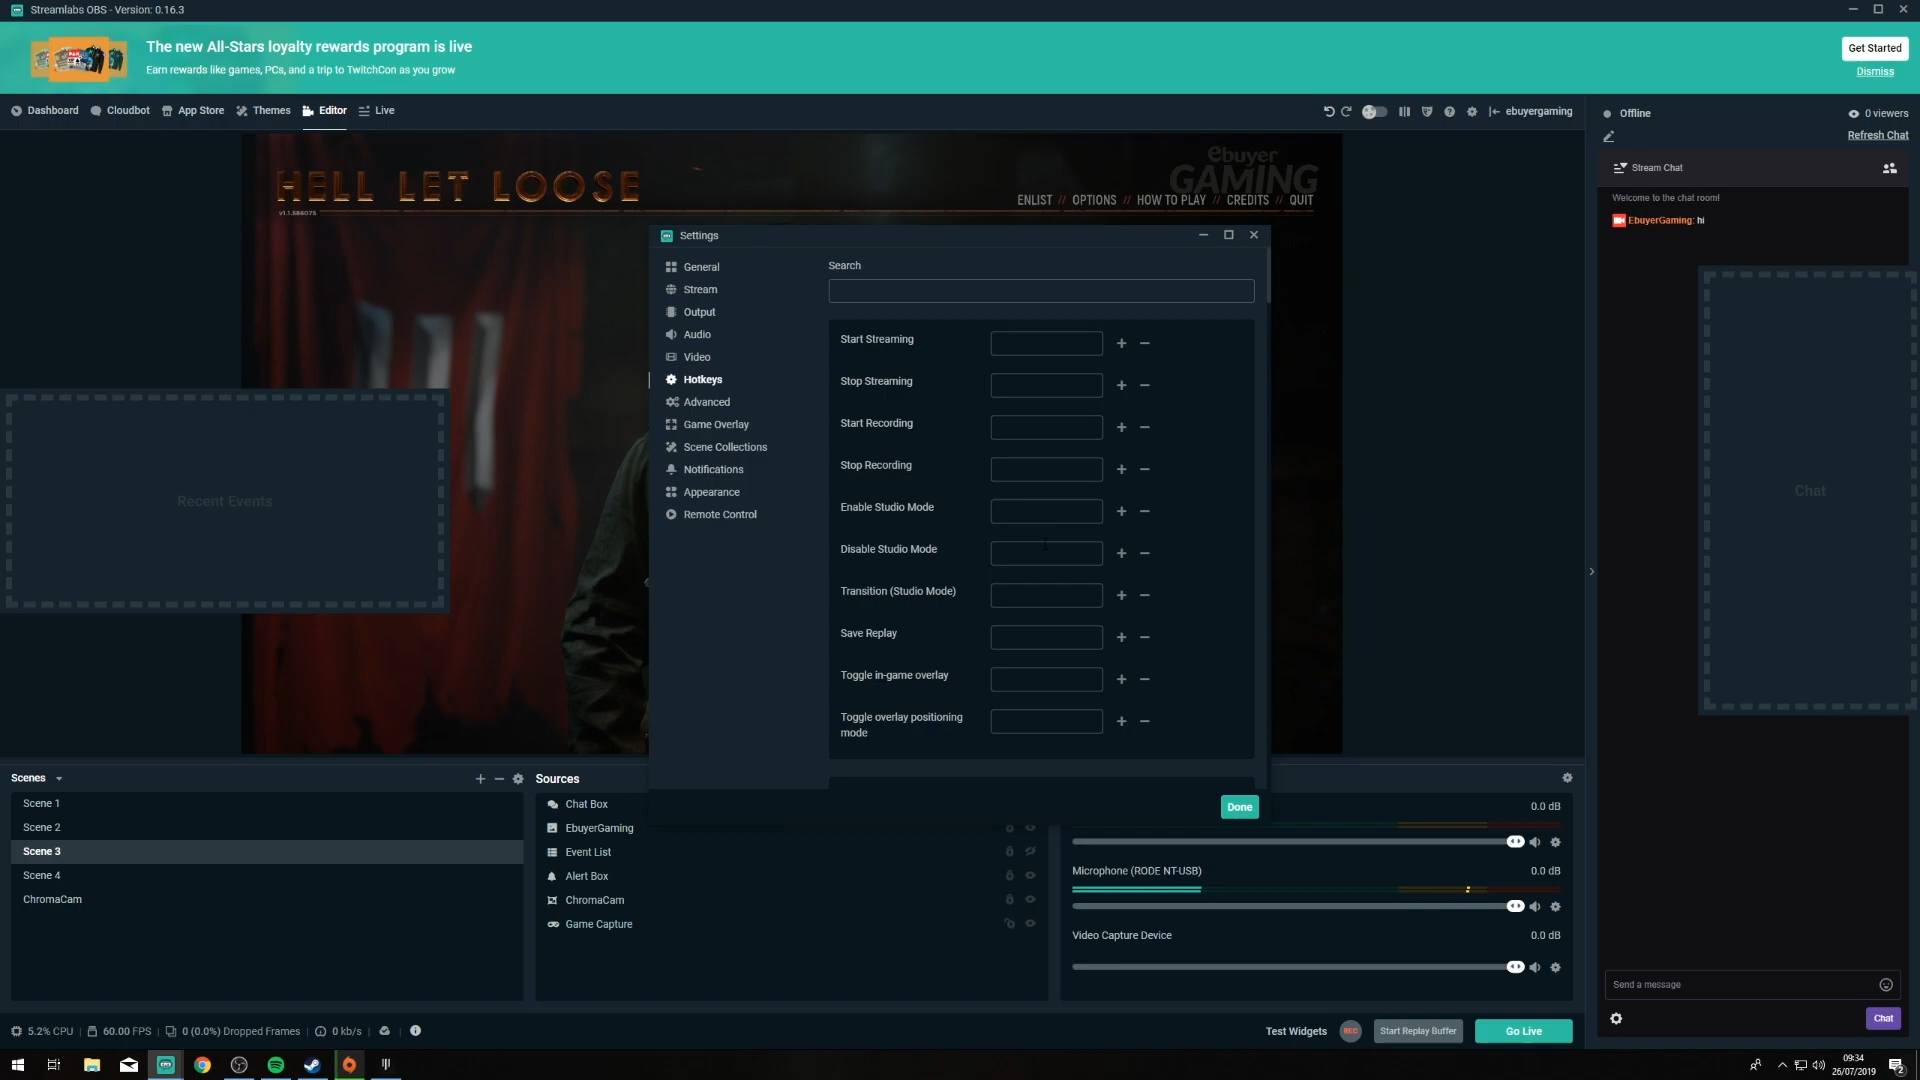 Streamlabs OBS - Version: 0.16.3
The new All-Stars loyalty rewards program is live
Earn rewards like games, PCs, and a trip to TwitchCon as you grow
Get Started
Dismiss
Dashboard
Cloudbot
App Store
Themes
Editor
Live
ebuyergaming
Offline
0 viewers
Refresh Chat
Stream Chat
Welcome to the chat room!
EbuyerGaming: hi
HELL LET LOOSE
ebuyer
GAMING
ENLIST // OPTIONS // HOW TO PLAY // CREDITS // QUIT
Settings
General
Stream
Output
Audio
Video
Hotkeys
Advanced
Game Overlay
Scene Collections
Notifications
Appearance
Remote Control
Search
Start Streaming
Stop Streaming
Start Recording
Stop Recording
Enable Studio Mode
Disable Studio Mode
Transition (Studio Mode)
Save Replay
Toggle in-game overlay
Toggle overlay positioning
mode
Done
Recent Events
Chat
Scenes
Scene 1
Scene 2
Scene 3
Scene 4
ChromaCam
Sources
Chat Box
EbuyerGaming
Event List
Alert Box
ChromaCam
Game Capture
0.0 dB
Microphone (RODE NT-USB)
0.0 dB
Video Capture Device
0.0 dB
Send a message
Chat
5.2% CPU
60.00 FPS
0 (0.0%) Dropped Frames
0 kb/s
Test Widgets
REC
Start Replay Buffer
Go Live
09:34
26/07/2019
2